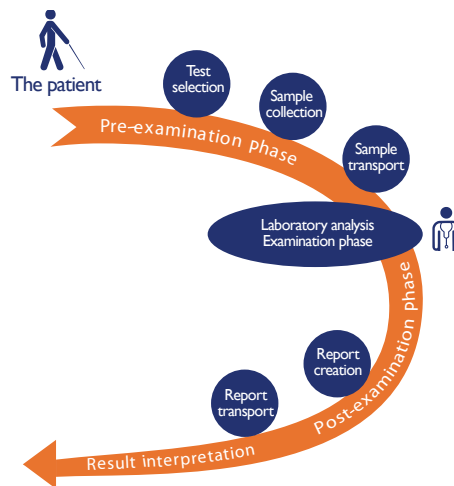 The patient
Test
selection
Sample
collection
Sample
transport
Pre-examination Phase
Laboratory analysis
Examination phase
Post-examination phase
Report
creation
Report
transport
Result interpretation